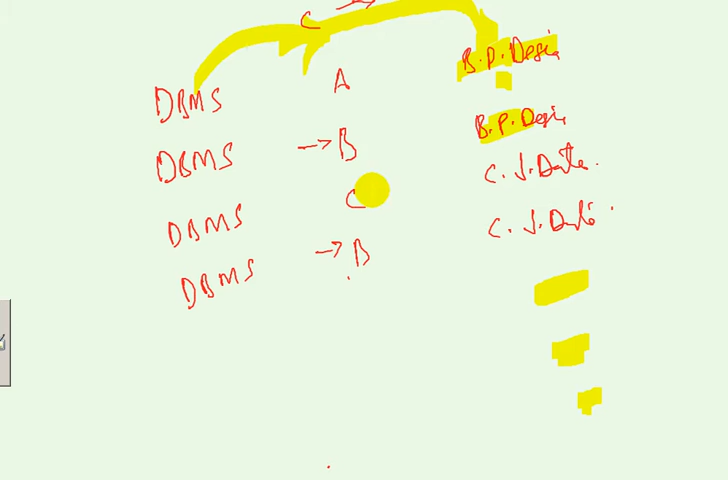 C →
DBMS A B.P. Desai
DBMS → B B.P. Desai
DBMS C C. J. Date.
DBMS → B C. J. Date.